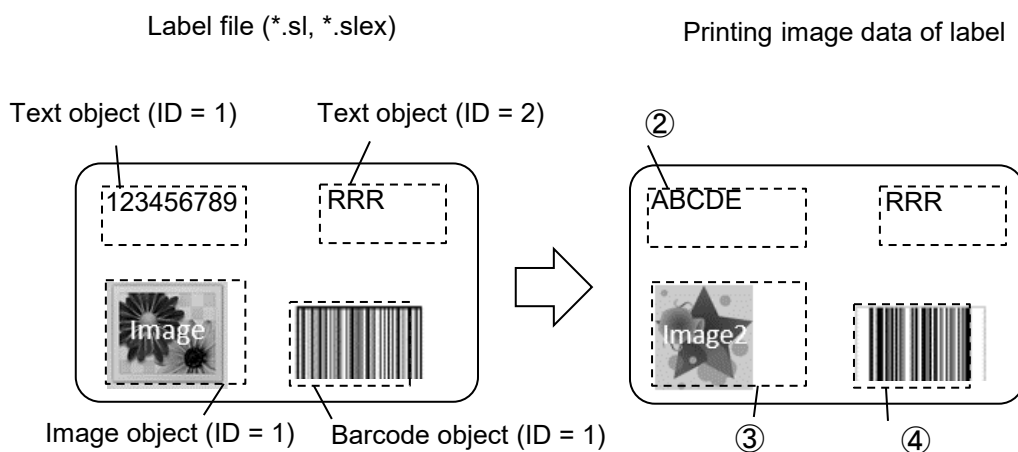 Label file (*.sl, *.slex)
Printing image data of label
Text object (ID = 1)
Text object (ID = 2)
②
123456789
RRR
ABCDE
RRR
Image
Image2
Image object (ID = 1)
Barcode object (ID = 1)
③
④